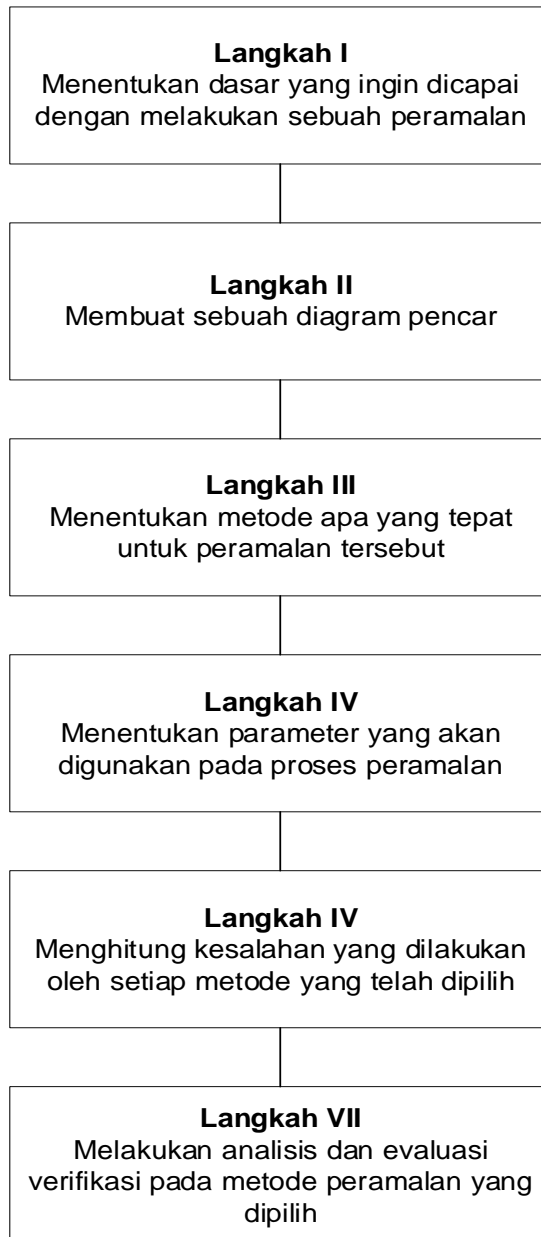 Langkah I
Menentukan dasar yang ingin dicapai
dengan melakukan sebuah peramalan
Langkah II
Membuat sebuah diagram pencar
Langkah III
Menentukan metode apa yang tepat
untuk peramalan tersebut
Langkah IV
Menentukan parameter yang akan
digunakan pada proses peramalan
Langkah IV
Menghitung kesalahan yang dilakukan
oleh setiap metode yang telah dipilih
Langkah VII
Melakukan analisis dan evaluasi
verifikasi pada metode peramalan yang
dipilih